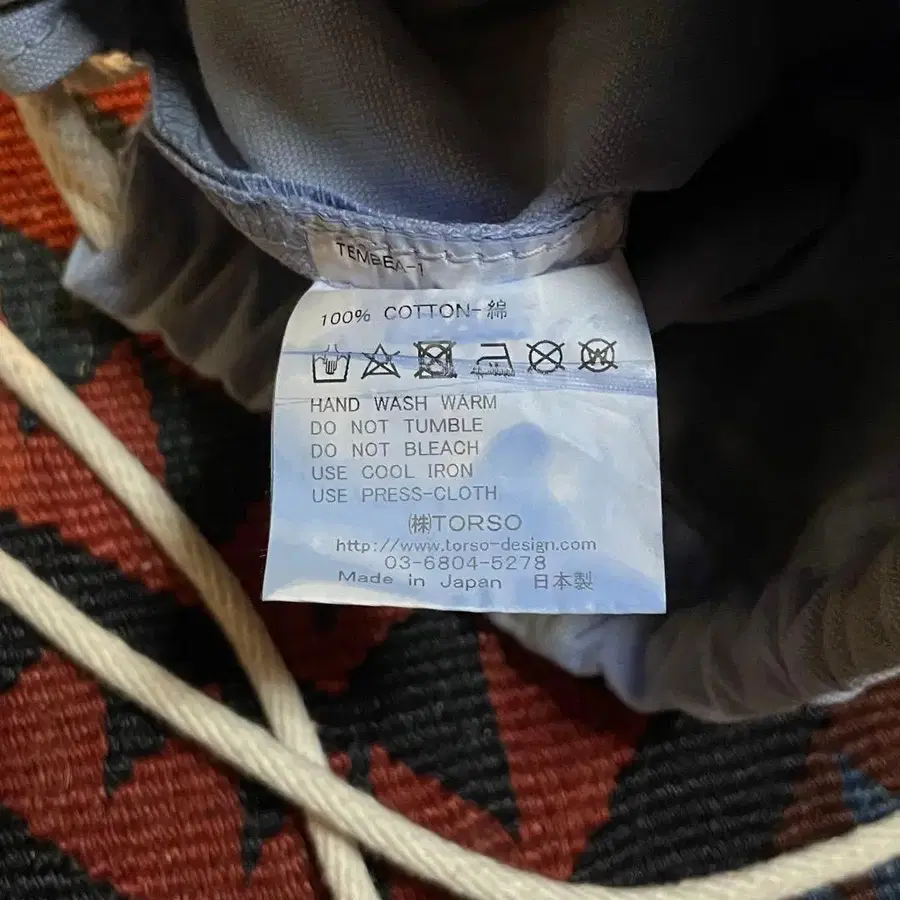 TEMBEA-1
100% COTTON-綿
HAND WASH WARM
DO NOT TUMBLE
DO NOT BLEACH
USE COOL IRON
USE PRESS-CLOTH
㈱TORSO
http://www.torso-design.com
03-6804-5278
Made in Japan 日本製